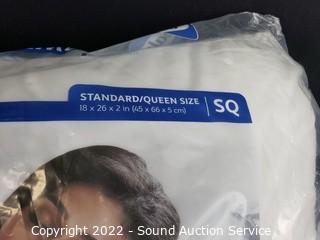 STANDARD/QUEEN SIZE
18 x 26 x 2 in (45 x 66 x 5 cm)
SQ
Copyright 2022 - Sound Auction Service